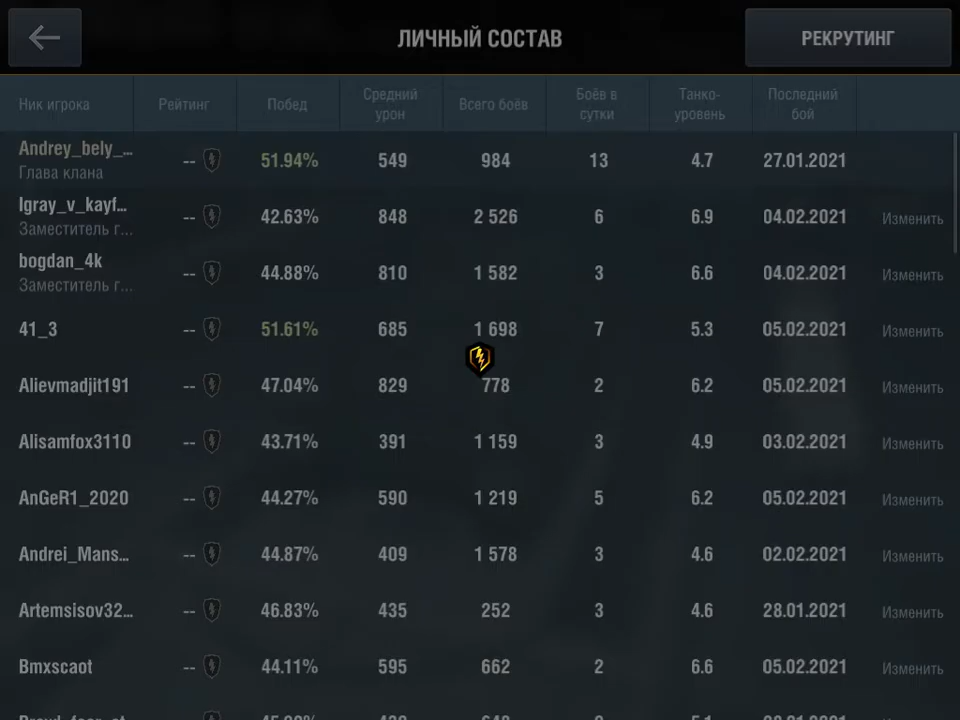 ЛИЧНЫЙ СОСТАВ РЕКРУТИНГ
Ник игрока Рейтинг Побед Средний урон Всего боёв Боёв в сутки Танко-уровень Последний бой
Andrey_bely_... -- 51.94% 549 984 13 4.7 27.01.2021
Глава клана
Igray_v_kayf... -- 42.63% 848 2 526 6 6.9 04.02.2021 Изменить
Заместитель г...
bogdan_4k -- 44.88% 810 1 582 3 6.6 04.02.2021 Изменить
Заместитель г...
41_3 -- 51.61% 685 1 698 7 5.3 05.02.2021 Изменить
Alievmadjit191 -- 47.04% 829 778 2 6.2 05.02.2021 Изменить
Alisamfox3110 -- 43.71% 391 1 159 3 4.9 03.02.2021 Изменить
AnGeR1_2020 -- 44.27% 590 1 219 5 6.2 05.02.2021 Изменить
Andrei_Mans... -- 44.87% 409 1 578 3 4.6 02.02.2021 Изменить
Artemsisov32... -- 46.83% 435 252 3 4.6 28.01.2021 Изменить
Bmxscaot -- 44.11% 595 662 2 6.6 05.02.2021 Изменить